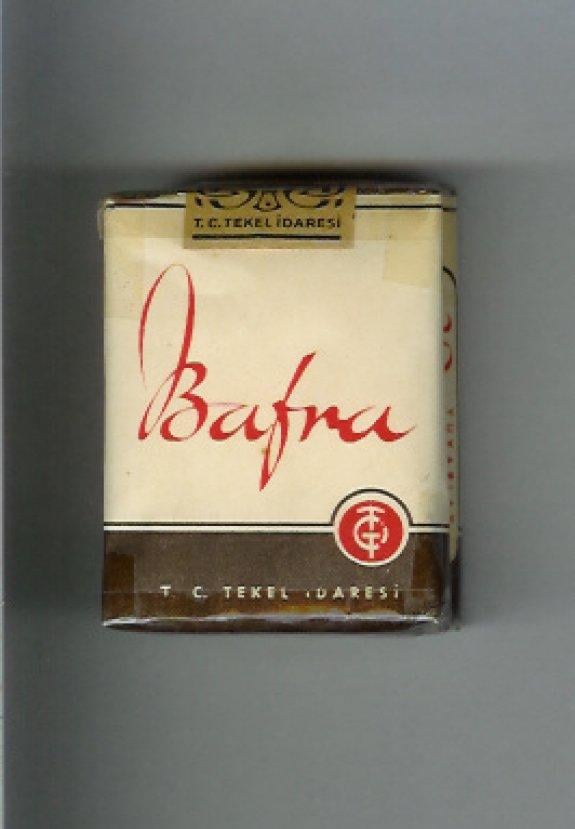 T.C. TEKEL İDARESİ
Bafra
T. C. TEKEL İDARESİ